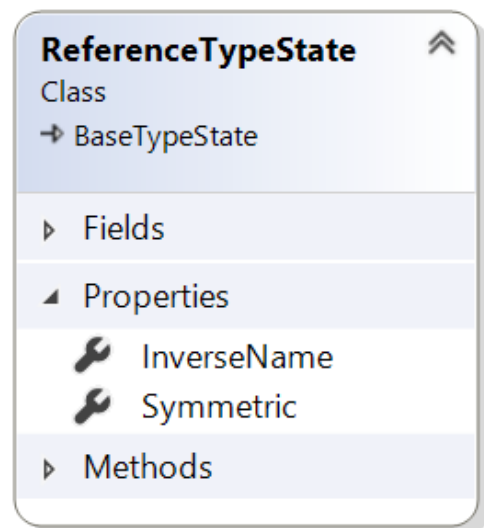 ReferenceTypeState
Class
BaseTypeState
Fields
Properties
InverseName
Symmetric
Methods